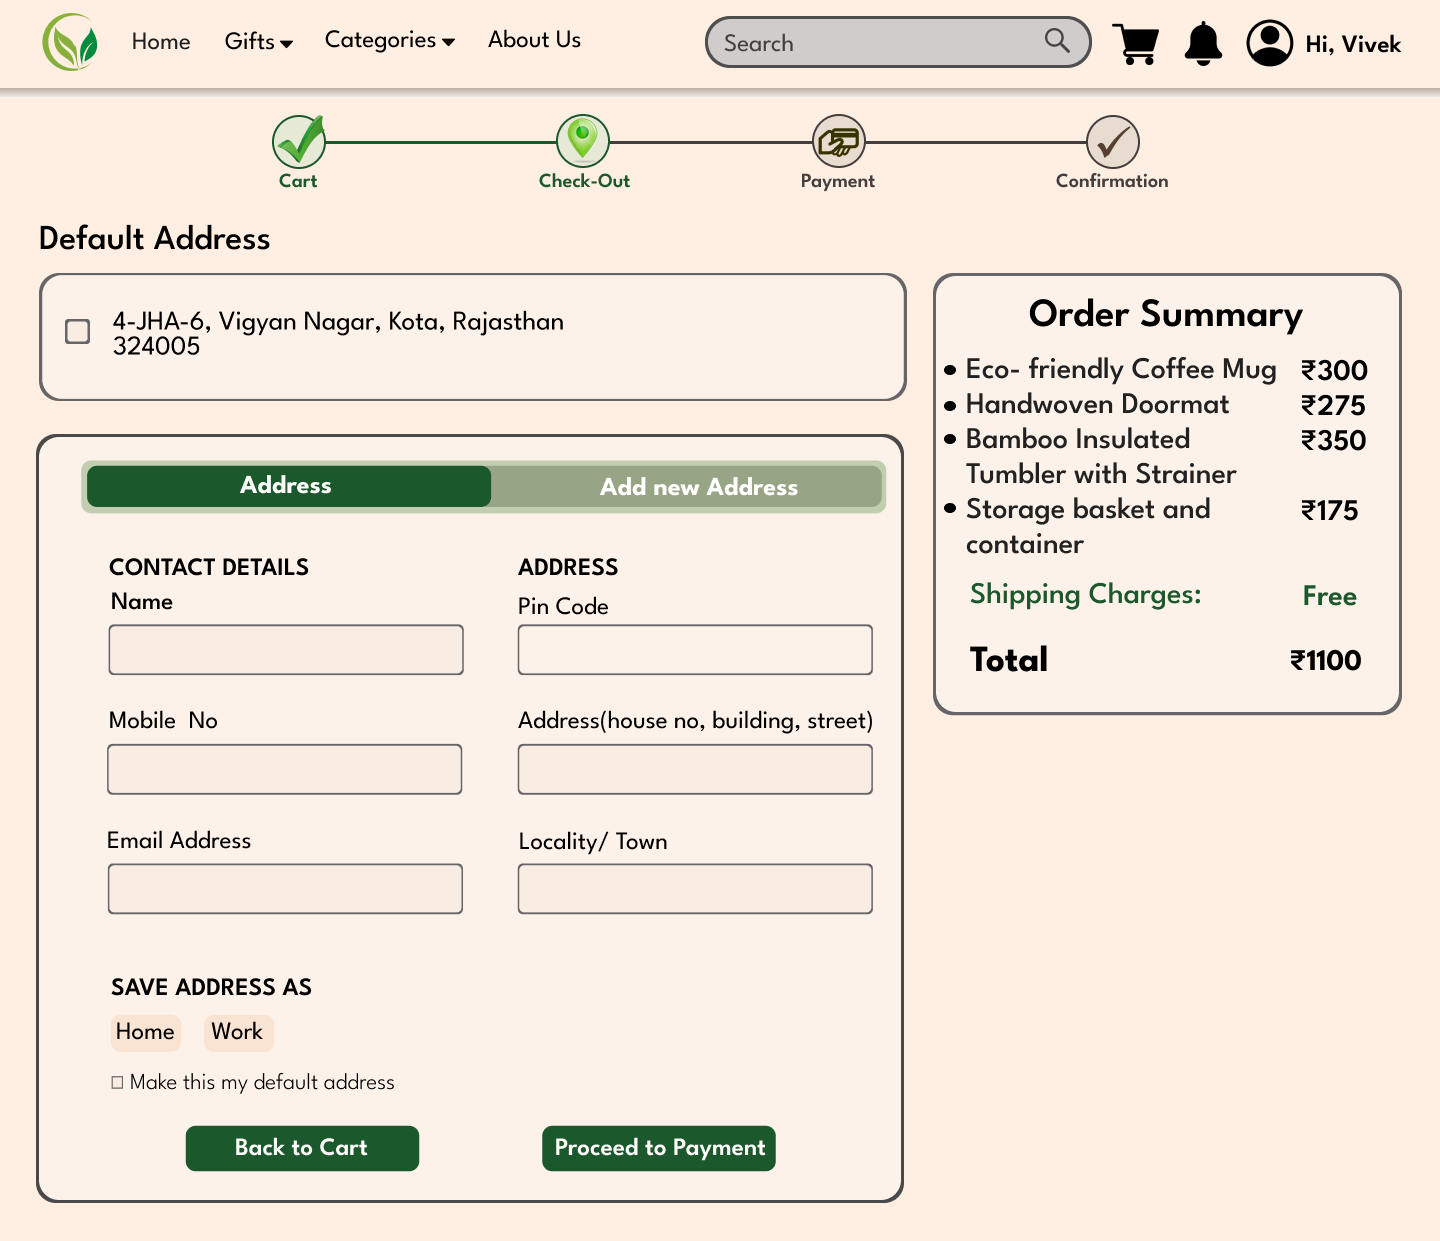 Home Gifts Categories About Us Search Hi, Vivek
Cart Check-Out Payment Confirmation
Default Address
4-JHA-6, Vigyan Nagar, Kota, Rajasthan
324005
Address Add new Address
CONTACT DETAILS
Name
Mobile No
Email Address
ADDRESS
Pin Code
Address(house no, building, street)
Locality/ Town
SAVE ADDRESS AS
Home Work
Make this my default address
Back to Cart Proceed to Payment
Order Summary
• Eco- friendly Coffee Mug ₹300
• Handwoven Doormat ₹275
• Bamboo Insulated ₹350
Tumbler with Strainer
• Storage basket and ₹175
container
Shipping Charges: Free
Total ₹1100